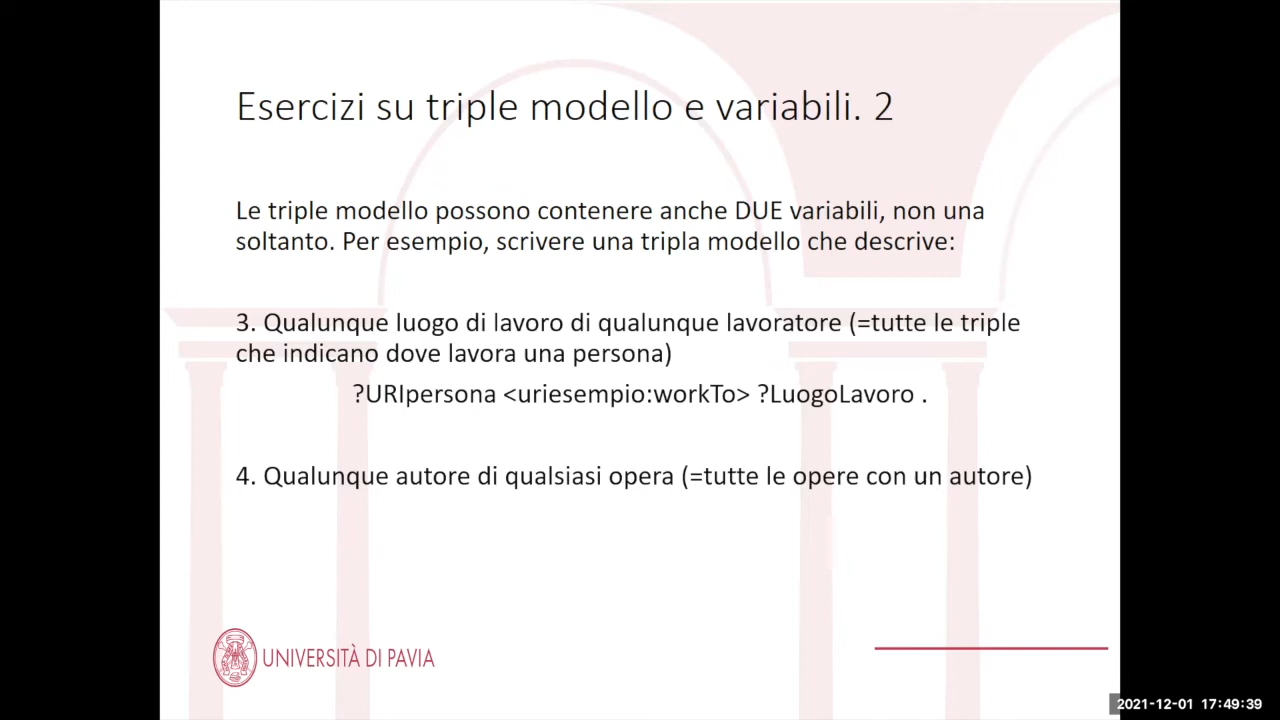 Esercizi su triple modello e variabili. 2
Le triple modello possono contenere anche DUE variabili, non una
soltanto. Per esempio, scrivere una tripla modello che descrive:
3. Qualunque luogo di lavoro di qualunque lavoratore (=tutte le triple
che indicano dove lavora una persona)
?URIpersona <uriesempio:workTo> ?LuogoLavoro .
4. Qualunque autore di qualsiasi opera (=tutte le opere con un autore)
UNIVERSITÀ DI PAVIA
2021-12-01 17:49:39